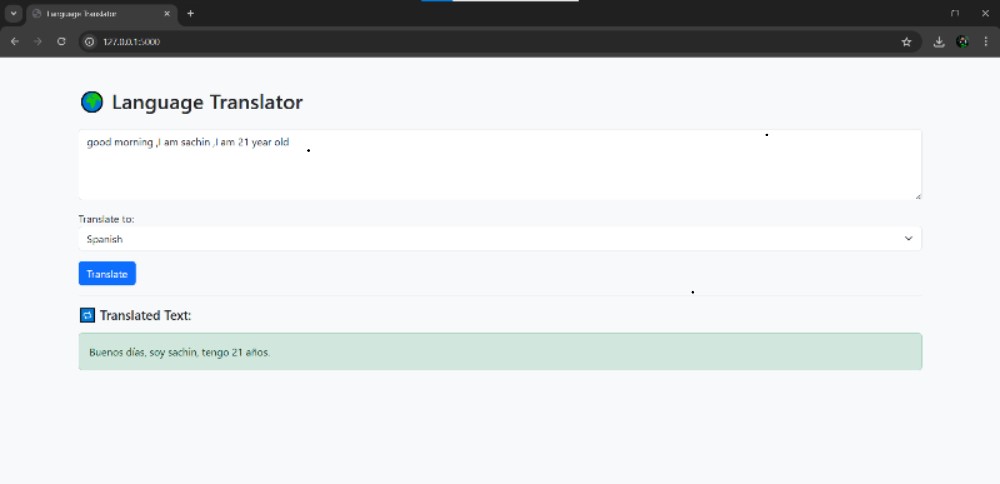 Language Translator
127.0.0.1:5000
Language Translator
good morning ,I am sachin ,I am 21 year old
Translate to:
Spanish
Translate
Translated Text:
Buenos días, soy sachin, tengo 21 años.